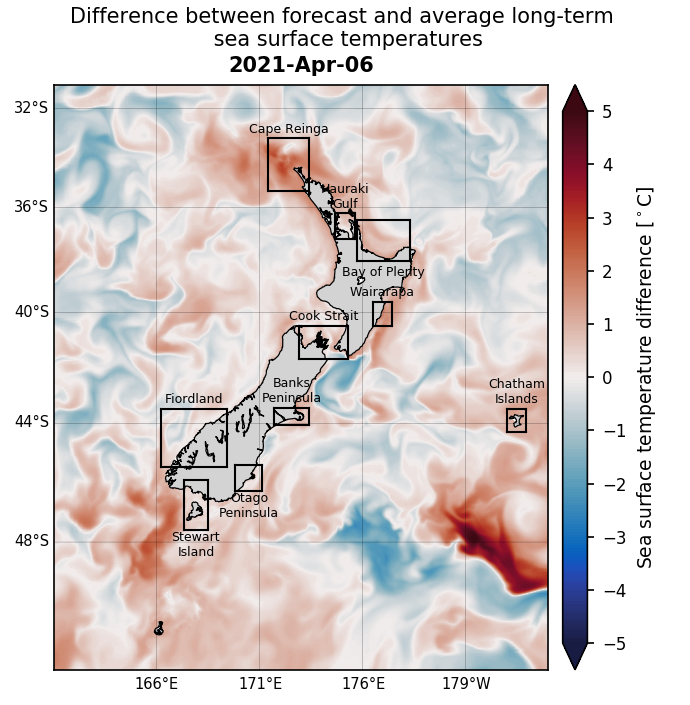 Difference between forecast and average long-term
sea surface temperatures
2021-Apr-06
32°S
36°S
40°S
44°S
48°S
Cape Reinga
Hauraki
Gulf
Bay of Plenty
Wairarapa
Cook Strait
Banks
Peninsula
Chatham
Islands
Fiordland
Otago
Peninsula
Stewart
Island
166°E
171°E
176°E
179°W
5
4
3
2
1
0
−1
−2
−3
−4
−5
Sea surface temperature difference [°C]